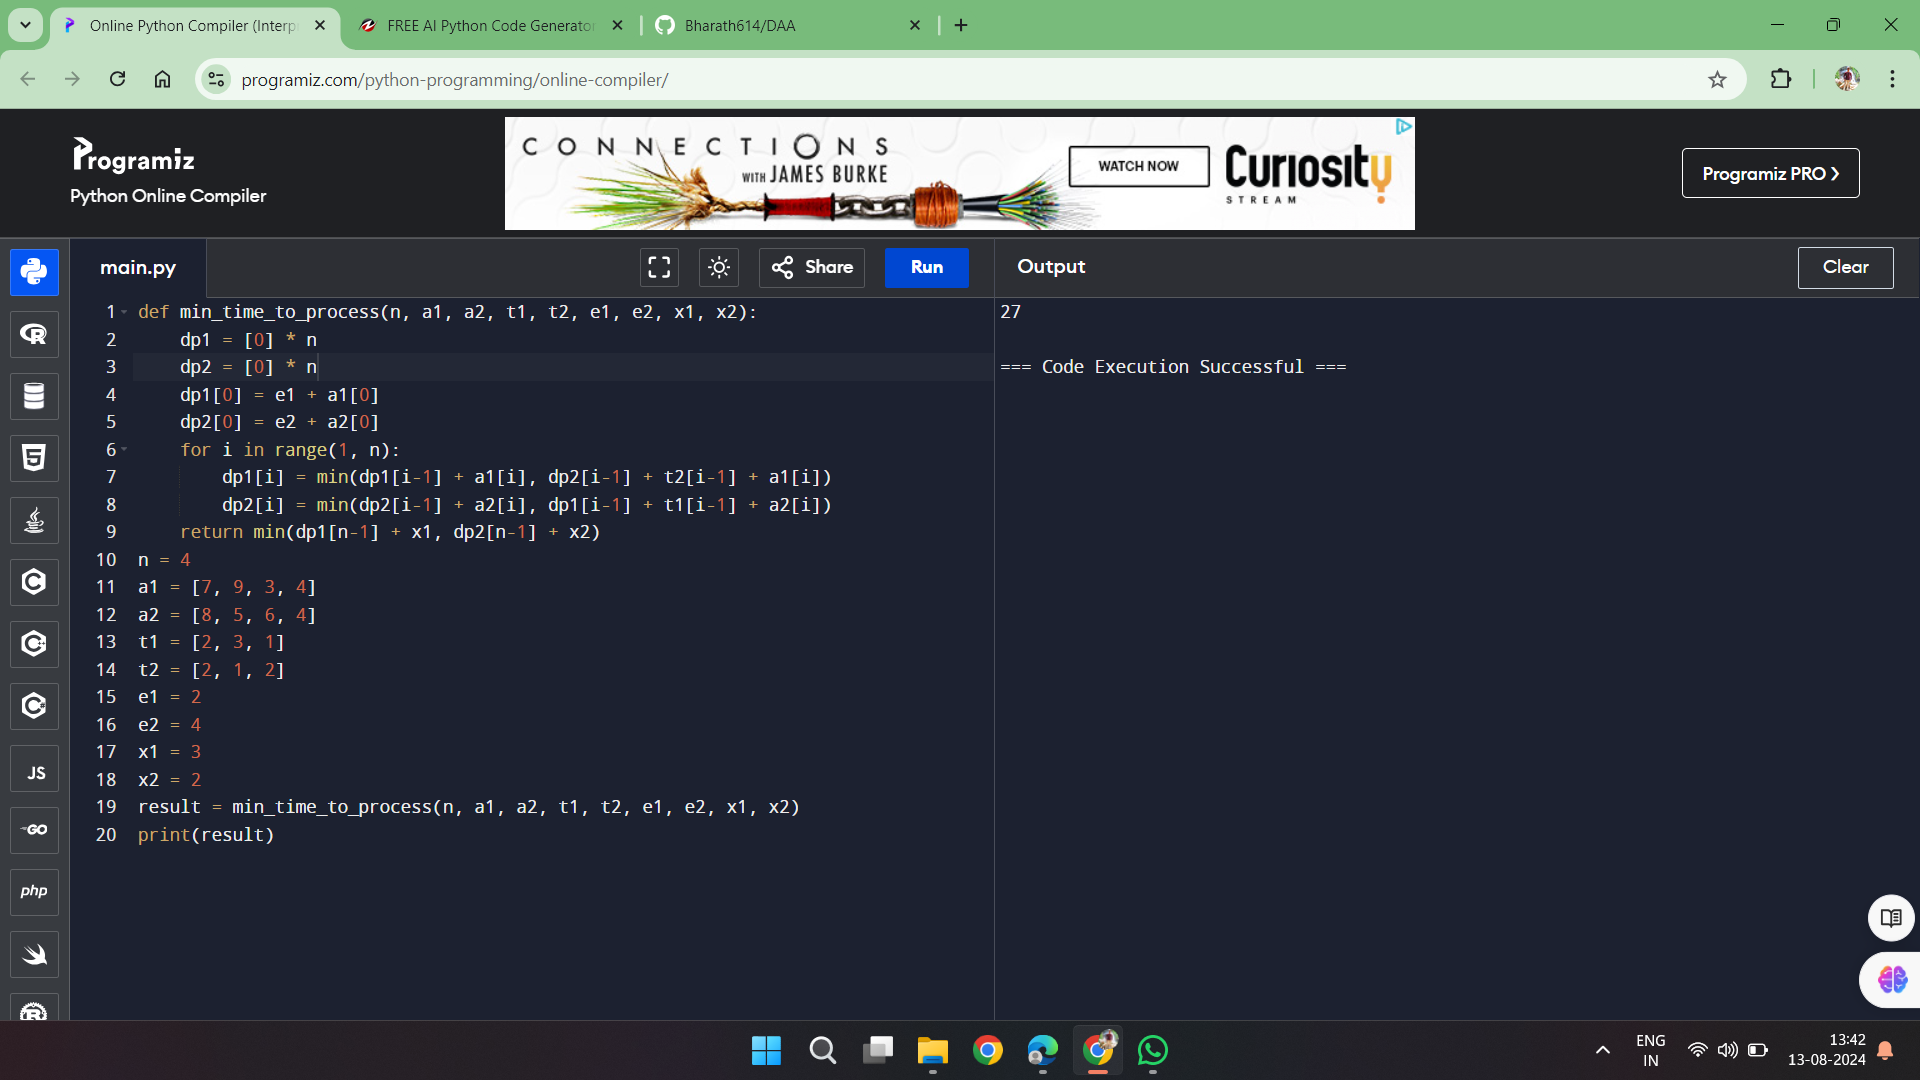 Online Python Compiler (Interp
FREE AI Python Code Generator
Bharath614/DAA
programiz.com/python-programming/online-compiler/
Programiz
Python Online Compiler
CONNECTIONS
WITH JAMES BURKE
WATCH NOW
Curiosity
STREAM
Programiz PRO
main.py
Share
Run
Output
Clear
1 def min_time_to_process(n, a1, a2, t1, t2, e1, e2, x1, x2):
2     dp1 = [0] * n
3     dp2 = [0] * n
4     dp1[0] = e1 + a1[0]
5     dp2[0] = e2 + a2[0]
6     for i in range(1, n):
7         dp1[i] = min(dp1[i-1] + a1[i], dp2[i-1] + t2[i-1] + a1[i])
8         dp2[i] = min(dp2[i-1] + a2[i], dp1[i-1] + t1[i-1] + a2[i])
9     return min(dp1[n-1] + x1, dp2[n-1] + x2)
10 n = 4
11 a1 = [7, 9, 3, 4]
12 a2 = [8, 5, 6, 4]
13 t1 = [2, 3, 1]
14 t2 = [2, 1, 2]
15 e1 = 2
16 e2 = 4
17 x1 = 3
18 x2 = 2
19 result = min_time_to_process(n, a1, a2, t1, t2, e1, e2, x1, x2)
20 print(result)
27
=== Code Execution Successful ===
JS
GO
php
ENG
IN
13:42
13-08-2024